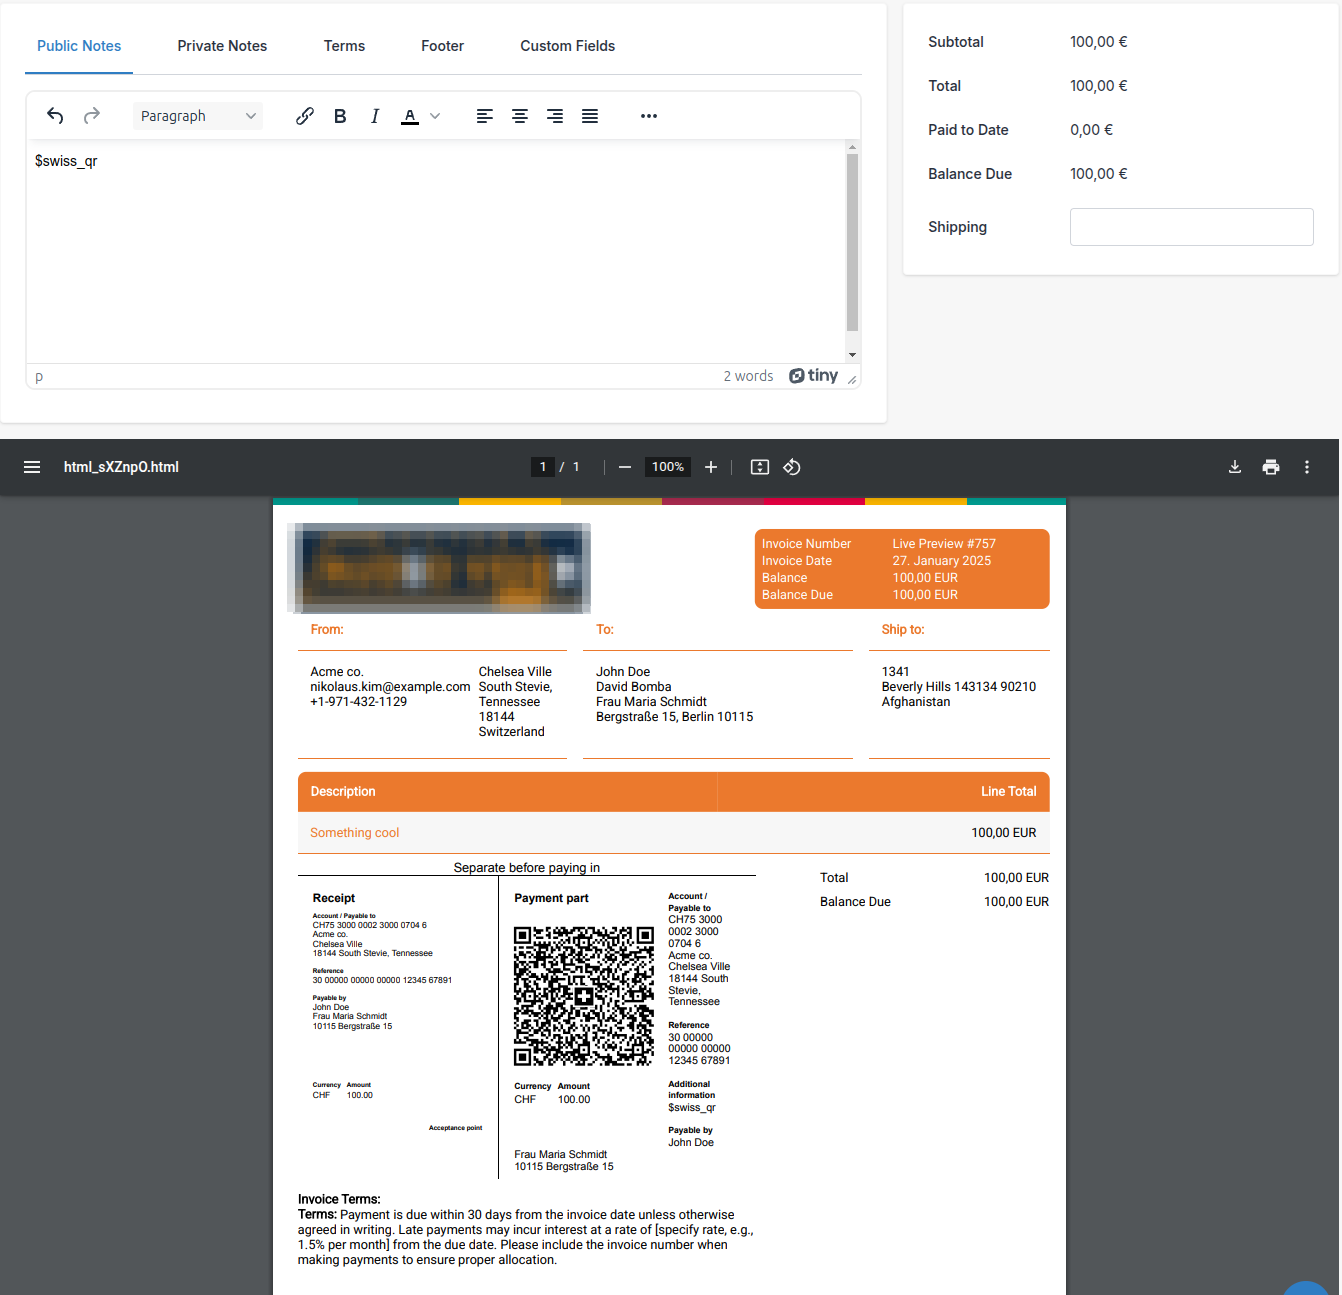 Public Notes Private Notes Terms Footer Custom Fields
Paragraph B I A
$swiss_qr
p 2 words tiny
Subtotal 100,00 €
Total 100,00 €
Paid to Date 0,00 €
Balance Due 100,00 €
Shipping
html_sXZnpO.html 1 / 1 100%
Invoice Number Live Preview #757
Invoice Date 27. January 2025
Balance 100,00 EUR
Balance Due 100,00 EUR
From:
Acme co.
nikolaus.kim@example.com
+1-971-432-1129
Chelsea Ville
South Stevie,
Tennessee
18144
Switzerland
To:
John Doe
David Bomba
Frau Maria Schmidt
Bergstraße 15, Berlin 10115
Ship to:
1341
Beverly Hills 143134 90210
Afghanistan
Description Line Total
Something cool 100,00 EUR
Separate before paying in
Total 100,00 EUR
Balance Due 100,00 EUR
Receipt
Account / Payable to
CH75 3000 0002 3000 0704 6
Acme co.
Chelsea Ville
18144 South Stevie, Tennessee
Reference
30 00000 00000 00000 12345 67891
Payable by
John Doe
Frau Maria Schmidt
10115 Bergstraße 15
Currency Amount
CHF 100.00
Acceptance point
Payment part
Currency Amount
CHF 100.00
Account /
Payable to
CH75 3000
0002 3000
0704 6
Acme co.
Chelsea Ville
18144 South
Stevie,
Tennessee
Reference
30 00000
00000 00000
12345 67891
Additional
information
$swiss_qr
Payable by
John Doe
Frau Maria Schmidt
10115 Bergstraße 15
Invoice Terms:
Terms: Payment is due within 30 days from the invoice date unless otherwise
agreed in writing. Late payments may incur interest at a rate of [specify rate, e.g.,
1.5% per month] from the due date. Please include the invoice number when
making payments to ensure proper allocation.